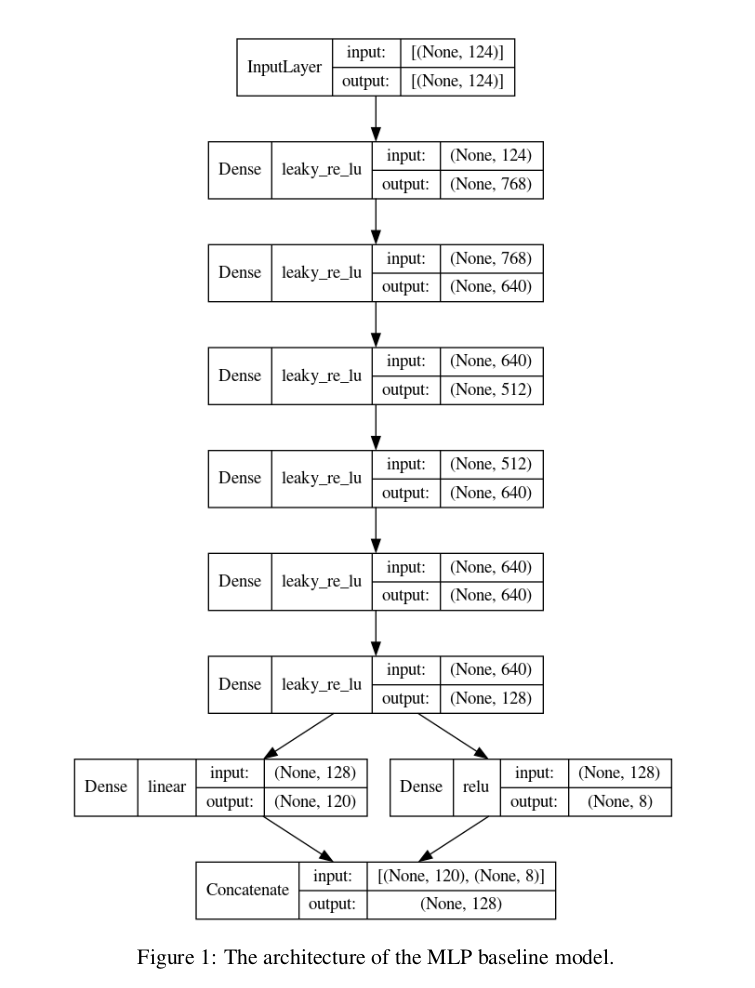 InputLayer input: [(None, 124)]
output: [(None, 124)]
Dense leaky_re_lu input: (None, 124)
output: (None, 768)
Dense leaky_re_lu input: (None, 768)
output: (None, 640)
Dense leaky_re_lu input: (None, 640)
output: (None, 512)
Dense leaky_re_lu input: (None, 512)
output: (None, 640)
Dense leaky_re_lu input: (None, 640)
output: (None, 640)
Dense leaky_re_lu input: (None, 640)
output: (None, 128)
Dense linear input: (None, 128)
output: (None, 120)
Dense relu input: (None, 128)
output: (None, 8)
Concatenate input: [(None, 120), (None, 8)]
output: (None, 128)
Figure 1: The architecture of the MLP baseline model.